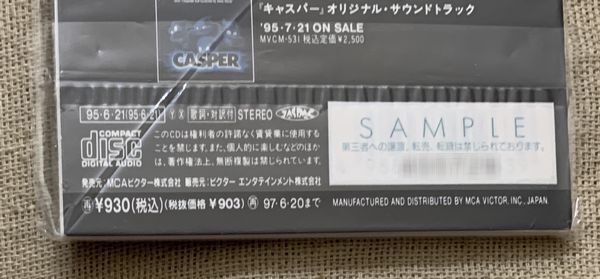 『キャスパー』オリジナル・サウンドトラック
'95・7・21 ON SALE
MVCM-531 税込定価¥2,500
CASPER
95・6・21(95・6・21) Y X 歌詞・対訳付 STEREO
COMPACT
disc
DIGITAL AUDIO
このCDは権利者の許諾なく賃貸業に使用する
ことを禁じます。また、個人的に楽しむなどのほか
は、著作権法上、無断複製は禁じられています。
発売元:MCAビクター株式会社 販売元:ビクター エンタテインメント株式会社
再 ¥930(税込) (税抜価格 ¥903) 再 97・6・20まで
SAMPLE
第三者への譲渡、転売、転貸は禁じられております。
MANUFACTURED AND DISTRIBUTED BY MCA VICTOR, INC., JAPAN.